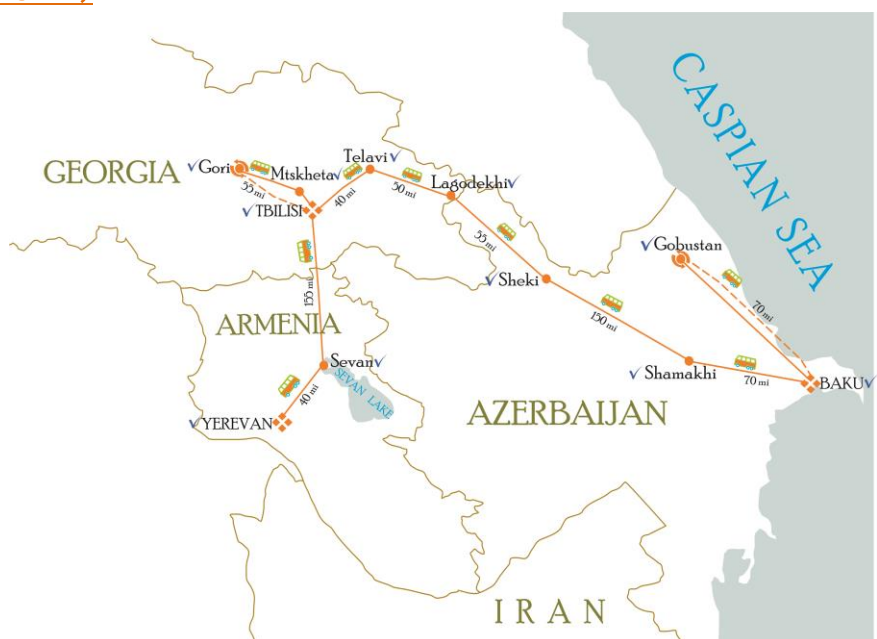 CASPIAN SEA
GEORGIA
Gori
Mtskheta
Telavi
Lagodekhi
55 mi
TBILISI
40 mi
50 mi
55 mi
Gobustan
Sheki
70 mi
155 mi
150 mi
ARMENIA
Sevan
SEVAN LAKE
Shamakhi
70 mi
BAKU
40 mi
YEREVAN
AZERBAIJAN
IRAN